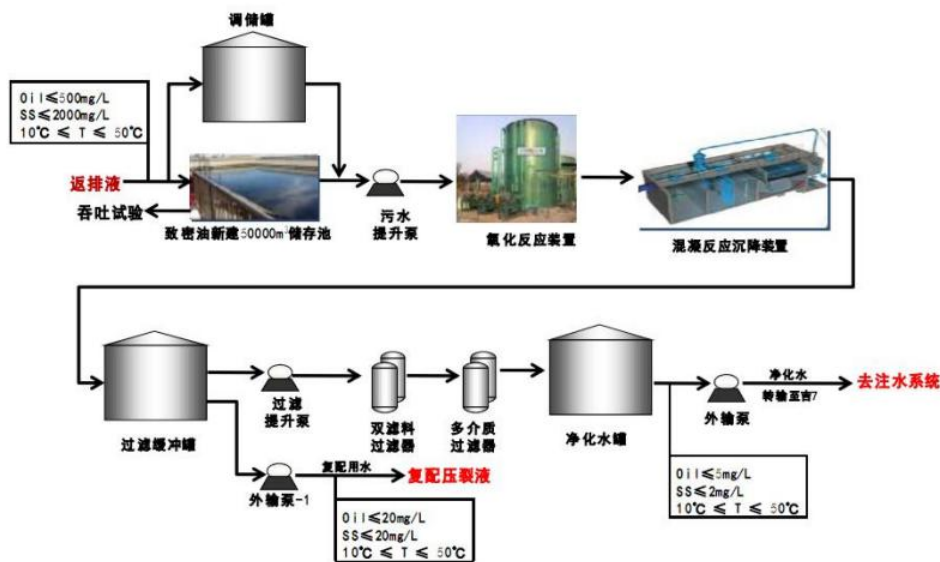 调储罐
Oil≤500mg/L
SS≤2000mg/L
10℃ ≤ T ≤ 50℃
返排液
吞吐试验
致密油新建50000m³储存池
污水
提升泵
氧化反应装置
混凝反应沉降装置
过滤缓冲罐
过滤
提升泵
双滤料
过滤器
多介质
过滤器
净化水罐
净化水
转输至吉7
外输泵
去注水系统
外输泵-1
复配用水
复配压裂液
Oil≤20mg/L
SS≤20mg/L
10℃ ≤ T ≤ 50℃
Oil≤5mg/L
SS≤2mg/L
10℃ ≤ T ≤ 50℃